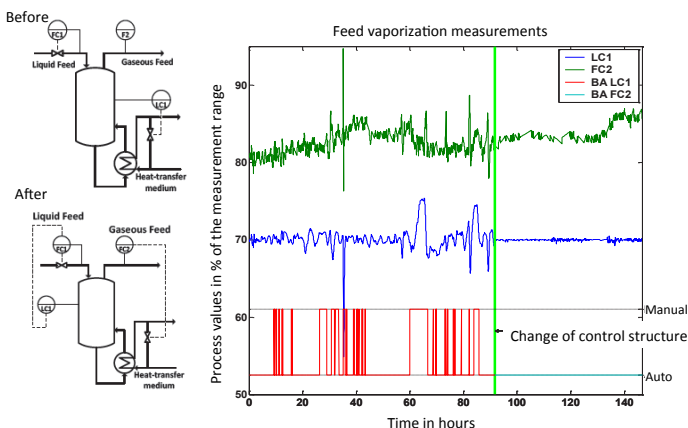 Before
FC1
F2
Liquid Feed
Gaseous Feed
LC1
Heat-transfer
medium
After
Liquid Feed
Gaseous Feed
FC1
FC2
LC1
Heat-transfer
medium
Feed vaporization measurements
Process values in % of the measurement range
90
80
70
60
50
LC1
FC2
BA LC1
BA FC2
Manual
Change of control structure
Auto
0 20 40 60 80 100 120 140
Time in hours